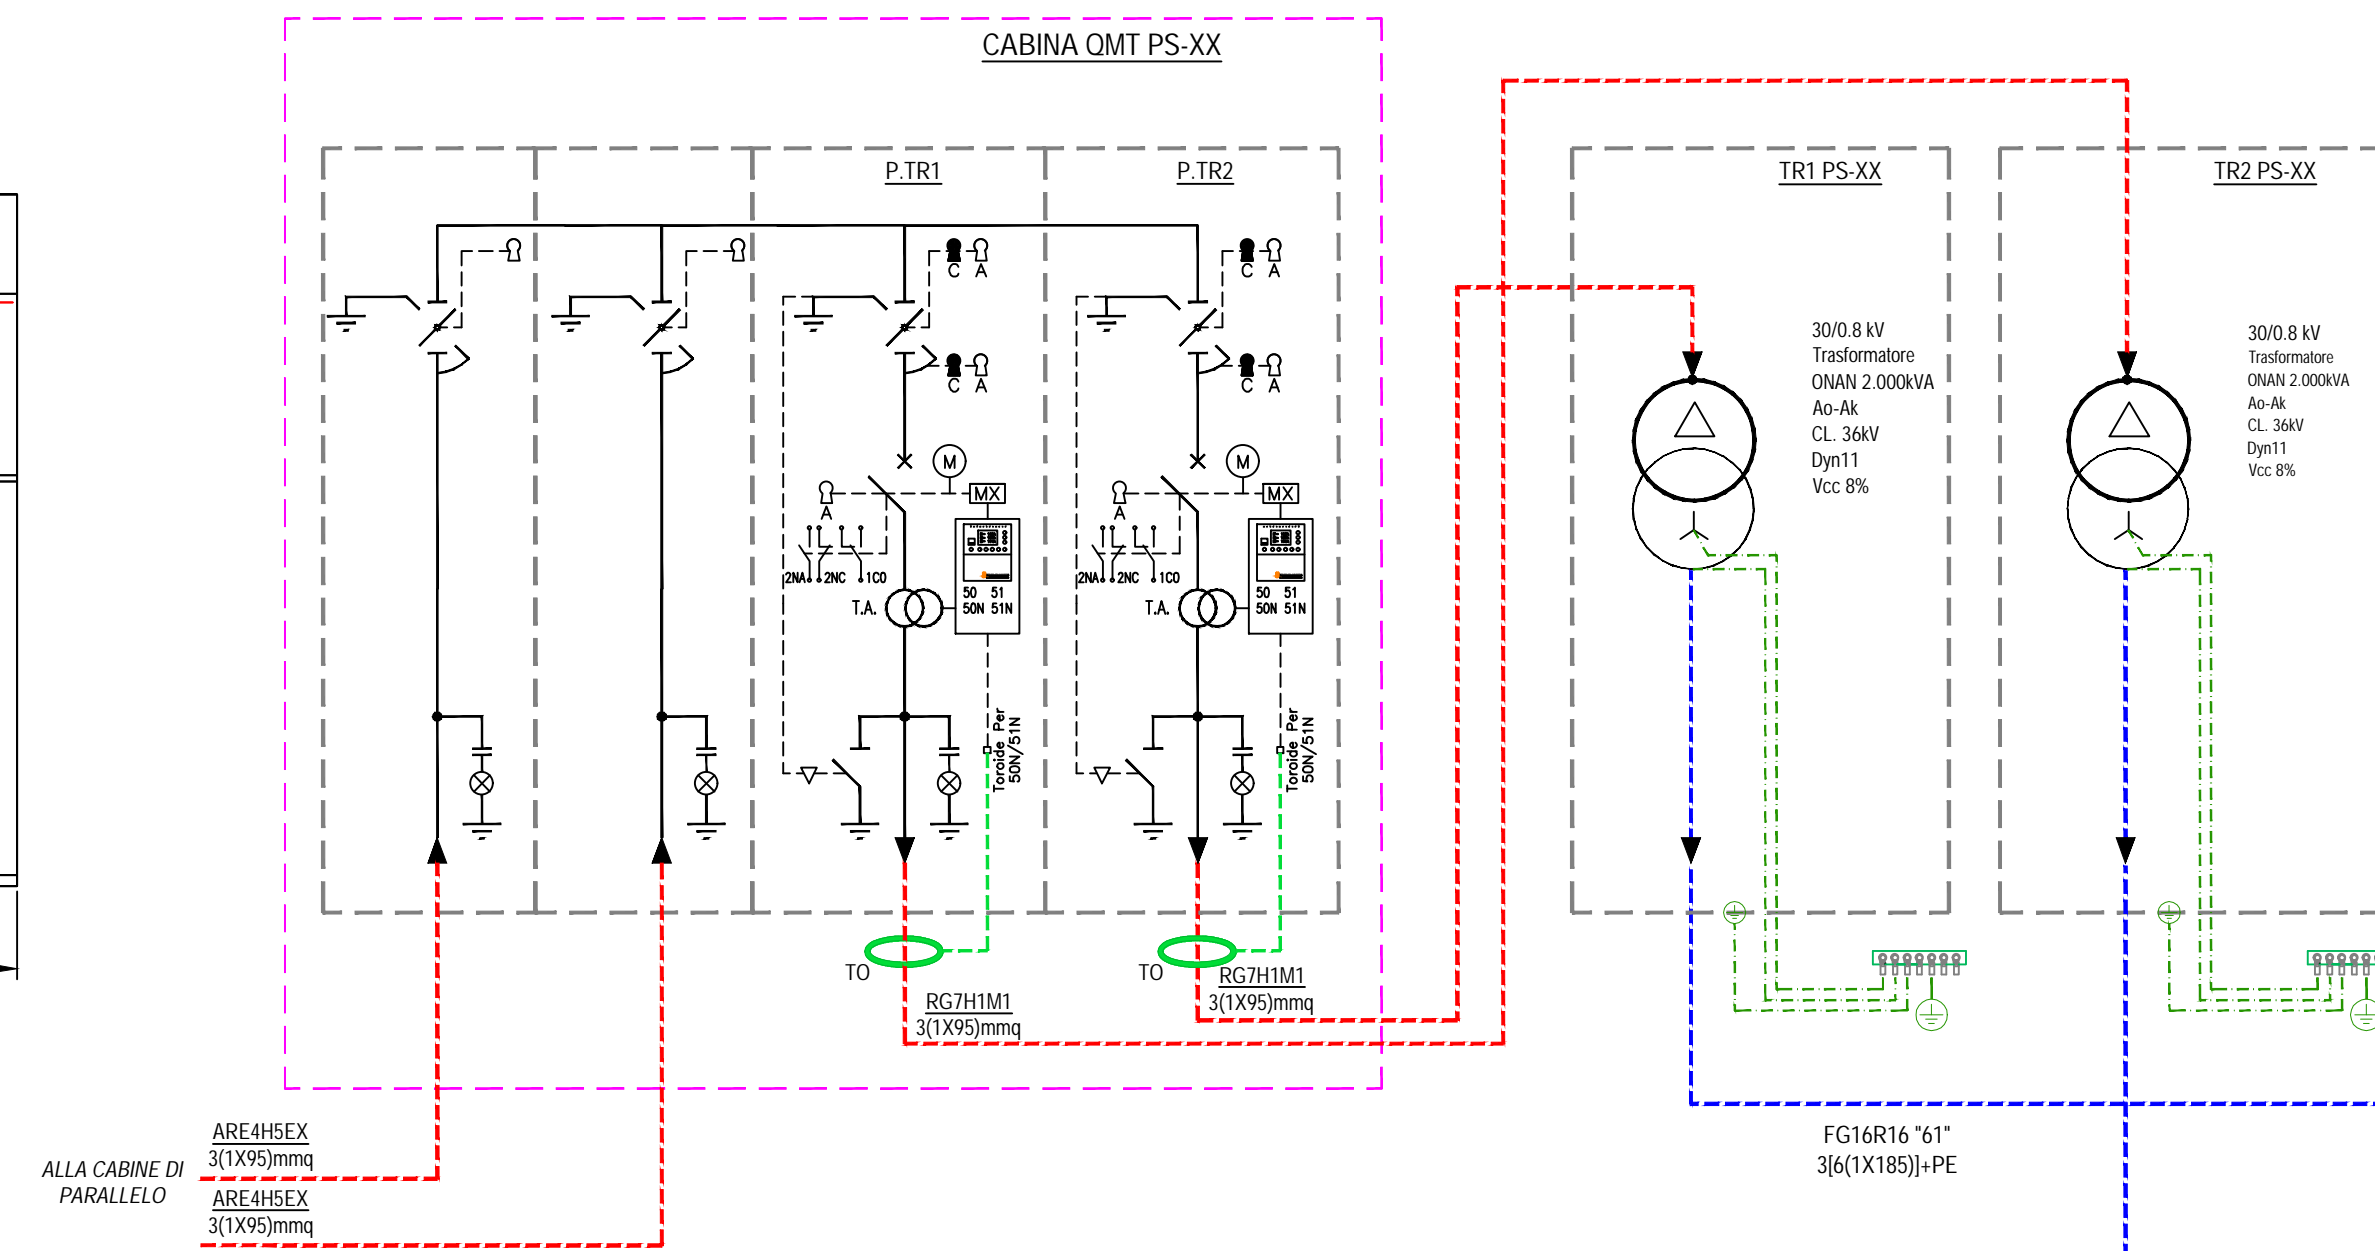 CABINA QMT PS-XX
P.TR1
P.TR2
TR1 PS-XX
TR2 PS-XX
C A
C A
C A
C A
30/0.8 kV
Trasformatore
ONAN 2.000kVA
Ao-Ak
CL. 36kV
Dyn11
Vcc 8%
30/0.8 kV
Trasformatore
ONAN 2.000kVA
Ao-Ak
CL. 36kV
Dyn11
Vcc 8%
M
MX
A
2NA 2NC 1CO
50 51
50N 51N
T.A.
M
MX
A
2NA 2NC 1CO
50 51
50N 51N
T.A.
Toroide Per
50N/51N
Toroide Per
50N/51N
TO
RG7H1M1
3(1X95)mmq
TO
RG7H1M1
3(1X95)mmq
ALLA CABINE DI
PARALLELO
ARE4H5EX
3(1X95)mmq
ARE4H5EX
3(1X95)mmq
FG16R16 "61"
3[6(1X185)]+PE